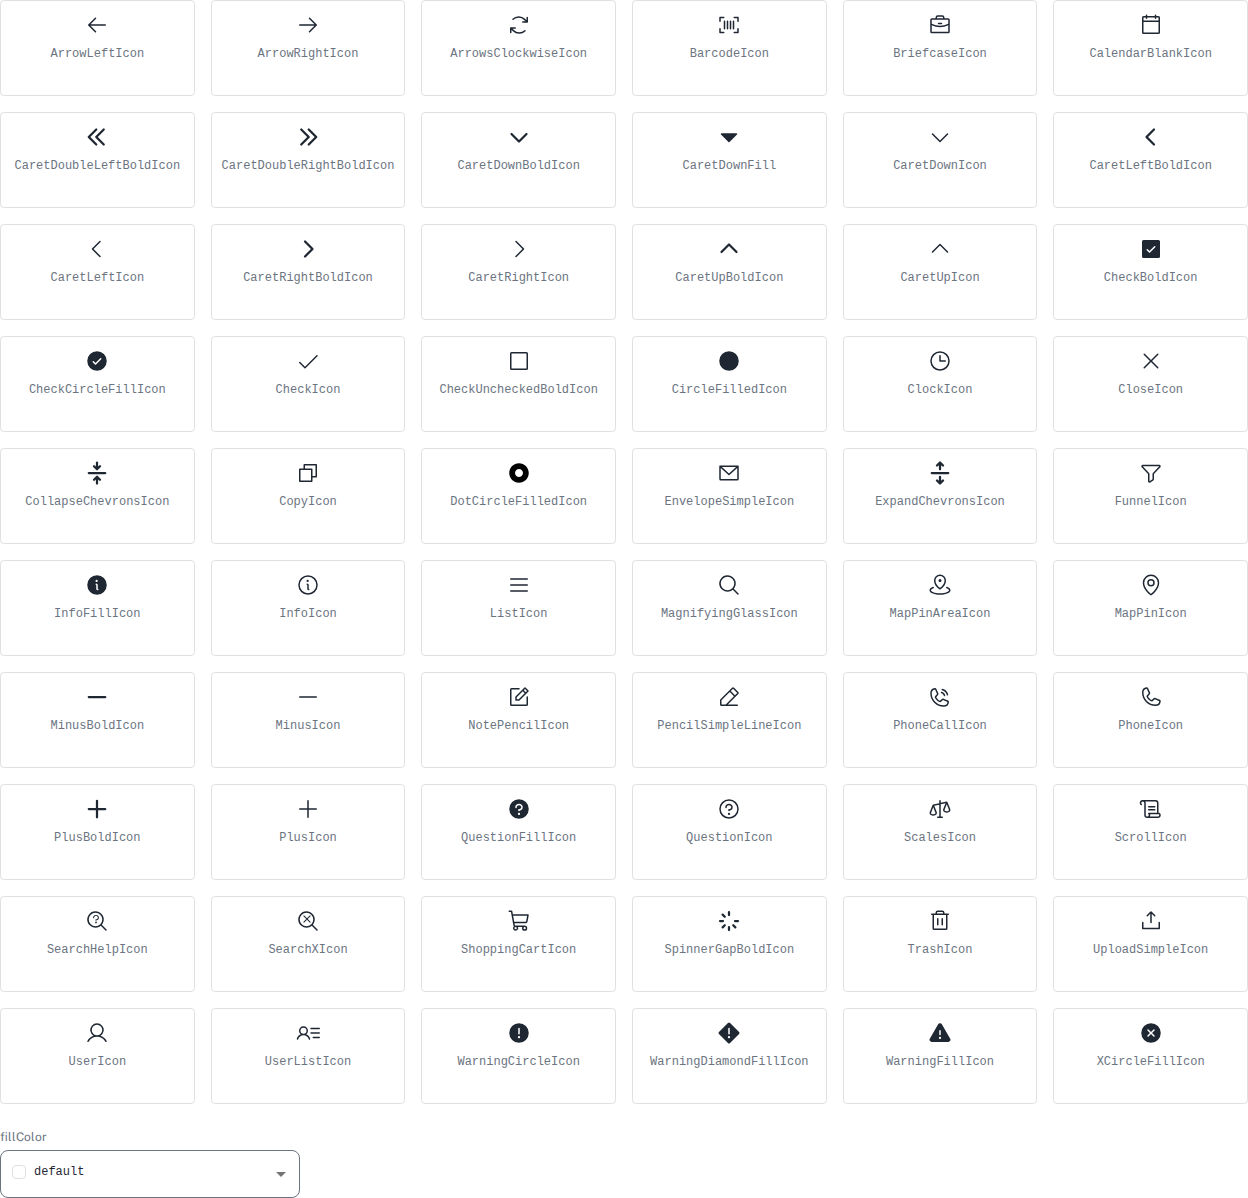 ArrowLeftIcon ArrowRightIcon ArrowsClockwiseIcon BarcodeIcon BriefcaseIcon CalendarBlankIcon
CaretDoubleLeftBoldIcon CaretDoubleRightBoldIcon CaretDownBoldIcon CaretDownFill CaretDownIcon CaretLeftBoldIcon
CaretLeftIcon CaretRightBoldIcon CaretRightIcon CaretUpBoldIcon CaretUpIcon CheckBoldIcon
CheckCircleFillIcon CheckIcon CheckUncheckedBoldIcon CircleFilledIcon ClockIcon CloseIcon
CollapseChevronsIcon CopyIcon DotCircleFilledIcon EnvelopeSimpleIcon ExpandChevronsIcon FunnelIcon
InfoFillIcon InfoIcon ListIcon MagnifyingGlassIcon MapPinAreaIcon MapPinIcon
MinusBoldIcon MinusIcon NotePencilIcon PencilSimpleLineIcon PhoneCallIcon PhoneIcon
PlusBoldIcon PlusIcon QuestionFillIcon QuestionIcon ScalesIcon ScrollIcon
SearchHelpIcon SearchXIcon ShoppingCartIcon SpinnerGapBoldIcon TrashIcon UploadSimpleIcon
UserIcon UserListIcon WarningCircleIcon WarningDiamondFillIcon WarningFillIcon XCircleFillIcon
fillColor
default